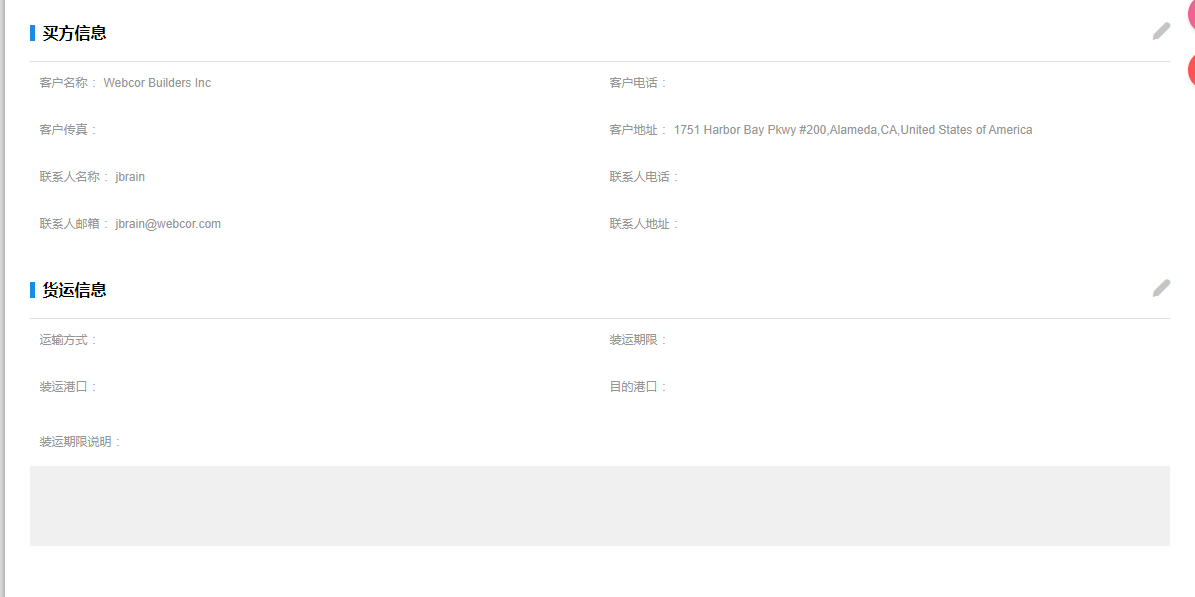 买方信息
客户名称： Webcor Builders Inc
客户电话：
客户传真：
客户地址： 1751 Harbor Bay Pkwy #200,Alameda,CA,United States of America
联系人名称： jbrain
联系人电话：
联系人邮箱： jbrain@webcor.com
联系人地址：
货运信息
运输方式：
装运期限：
装运港口：
目的港口：
装运期限说明：